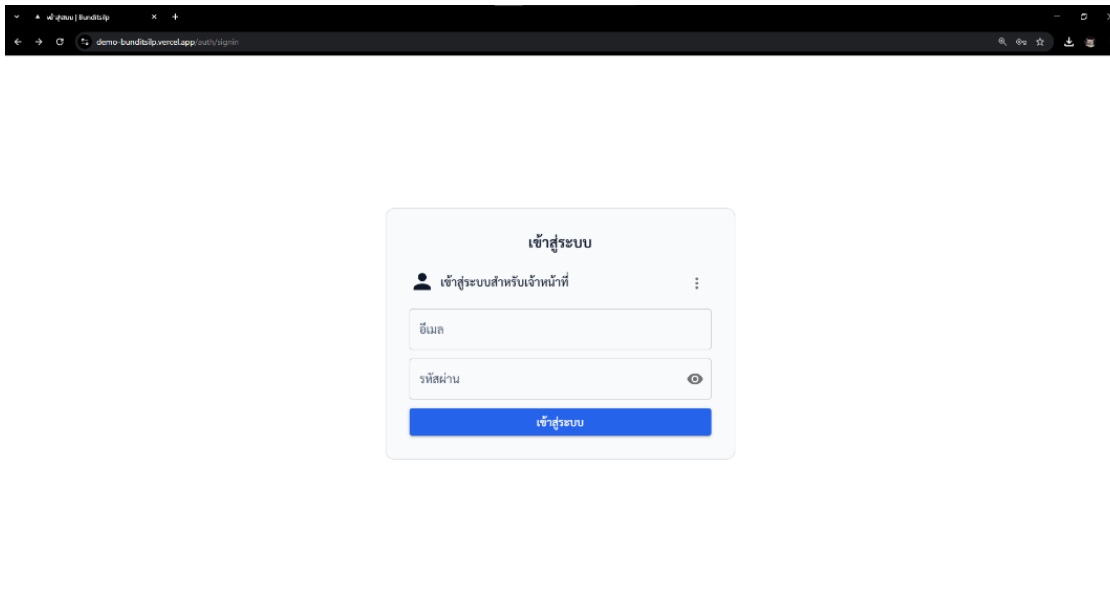 เข้าสู่ระบบ | Bunditsilp
demo-bunditsilp.vercel.app/auth/signin
เข้าสู่ระบบ
เข้าสู่ระบบสำหรับเจ้าหน้าที่
อีเมล
รหัสผ่าน
เข้าสู่ระบบ